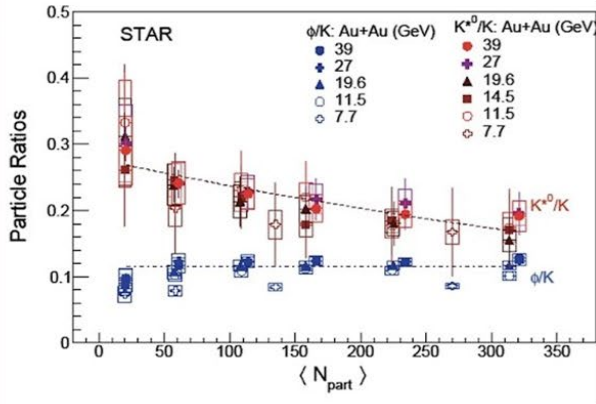 STAR
ϕ/K: Au+Au (GeV)
39
27
19.6
11.5
7.7
K*⁰/K: Au+Au (GeV)
39
27
19.6
14.5
11.5
7.7
Particle Ratios
0.5
0.4
0.3
0.2
0.1
0
K*⁰/K
ϕ/K
0 50 100 150 200 250 300 350
⟨ N_part ⟩